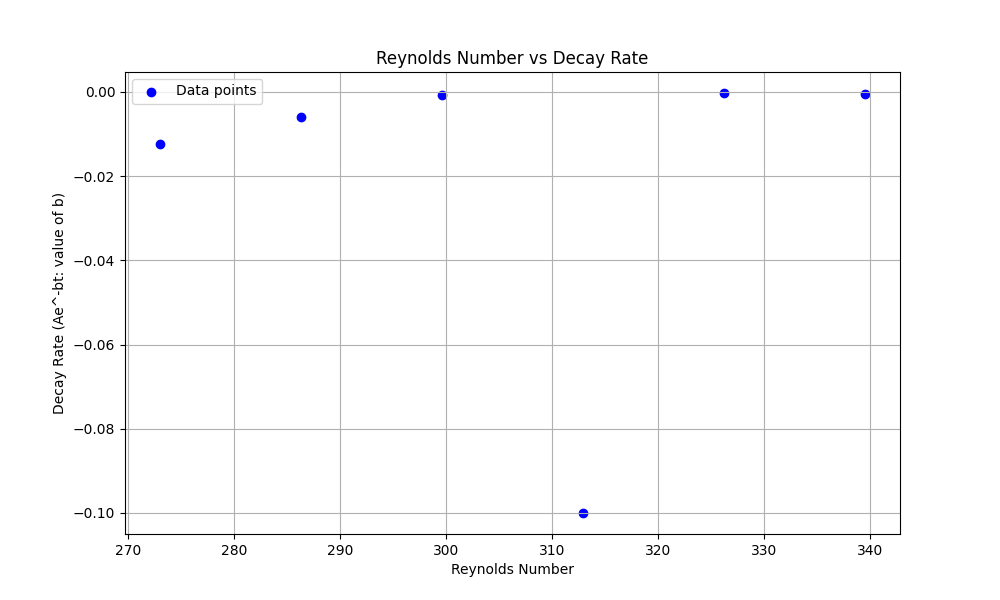 Reynolds Number vs Decay Rate
Data points
0.00
−0.02
−0.04
−0.06
−0.08
−0.10
Decay Rate (Ae^-bt: value of b)
270 280 290 300 310 320 330 340
Reynolds Number